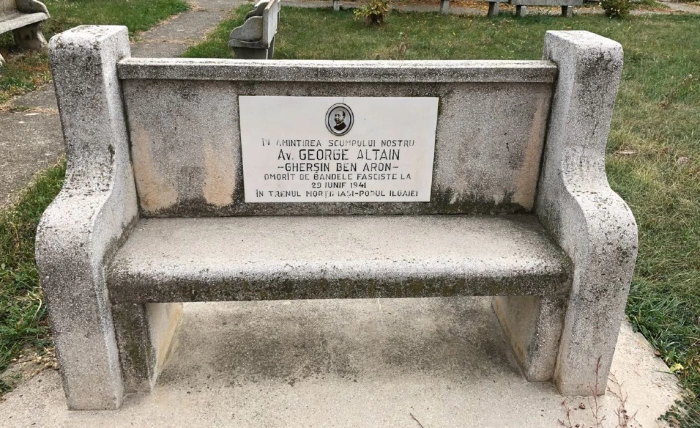 ÎN AMINTIREA SCUMPULUI NOSTRU
Av. GEORGE ALTAIN
-GHERȘIN BEN ARON-
OMORÎT DE BANDELE FASCISTE LA
29 IUNIE 1941
ÎN TRENUL MORȚII IAȘI-PODUL ILOAIEI